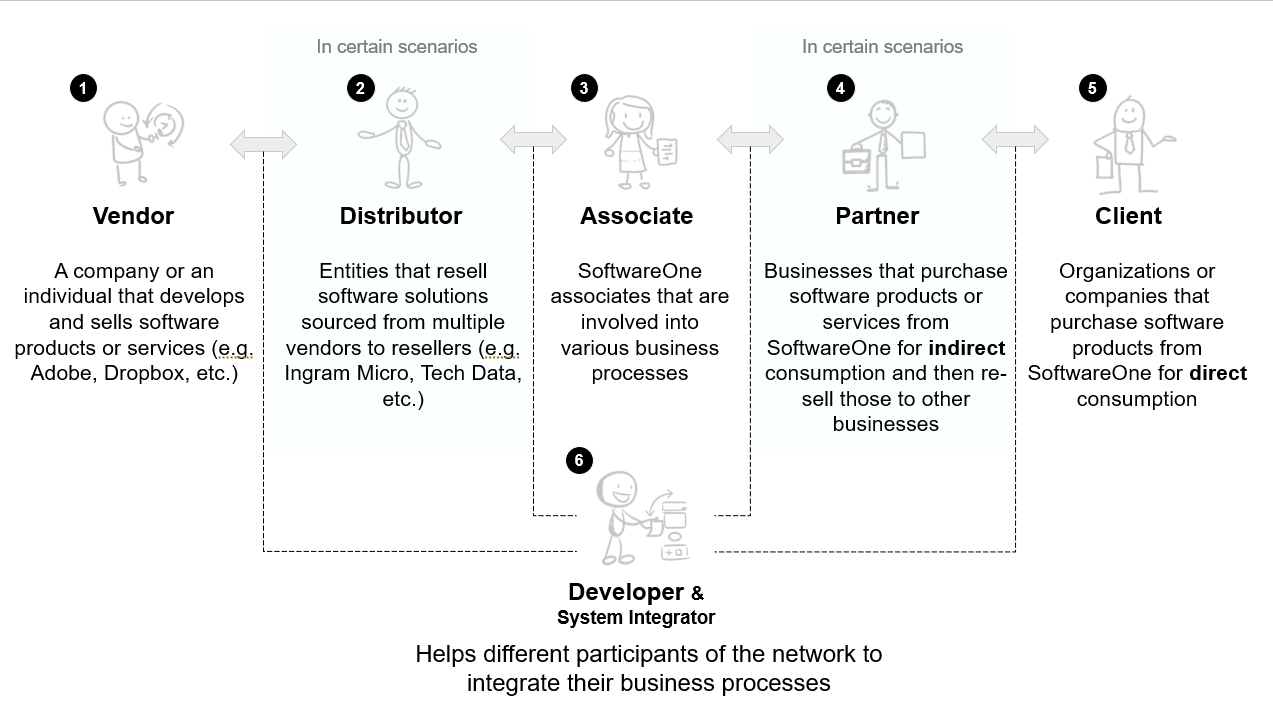 In certain scenarios
In certain scenarios
1
2
3
4
5
Vendor
Distributor
Associate
Partner
Client
A company or an
individual that develops
and sells software
products or services (e.g.
Adobe, Dropbox, etc.)
Entities that resell
software solutions
sourced from multiple
vendors to resellers (e.g.
Ingram Micro, Tech Data,
etc.)
SoftwareOne
associates that are
involved into
various business
processes
Businesses that purchase
software products or
services from
SoftwareOne for indirect
consumption and then re-
sell those to other
businesses
Organizations or
companies that
purchase software
products from
SoftwareOne for direct
consumption
6
Developer &
System Integrator
Helps different participants of the network to
integrate their business processes